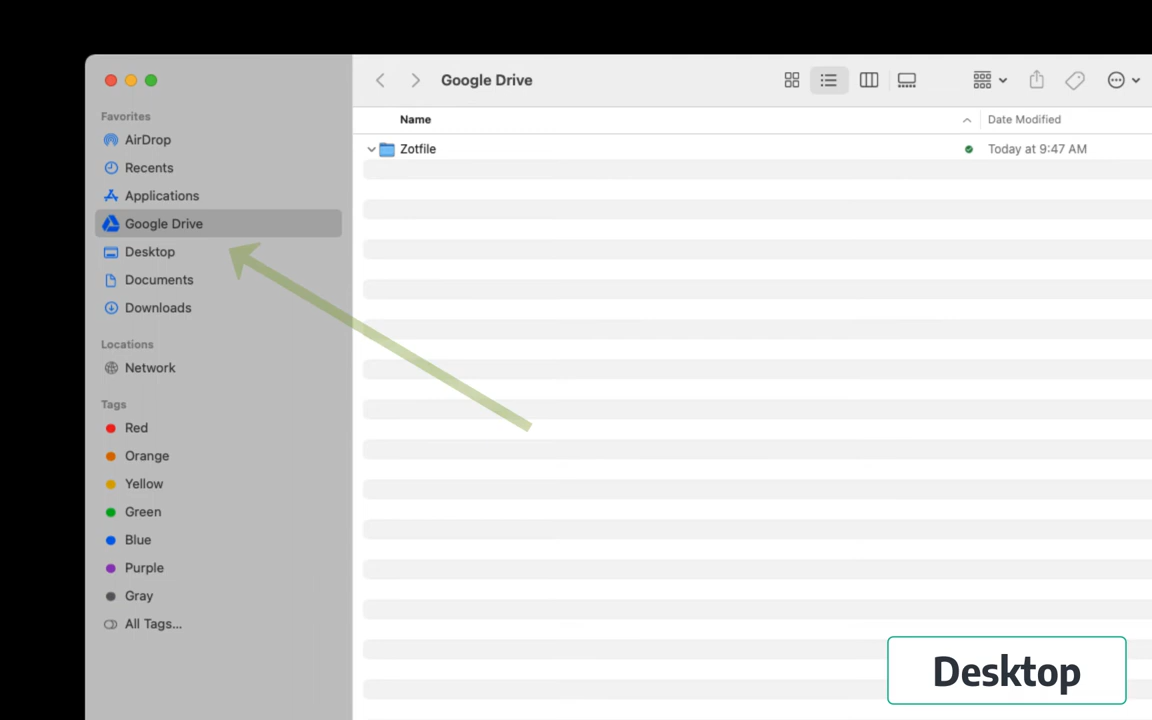 Google Drive
Favorites
AirDrop
Recents
Applications
Google Drive
Desktop
Documents
Downloads
Locations
Network
Tags
Red
Orange
Yellow
Green
Blue
Purple
Gray
All Tags...
Name Date Modified
Zotfile Today at 9:47 AM
Desktop